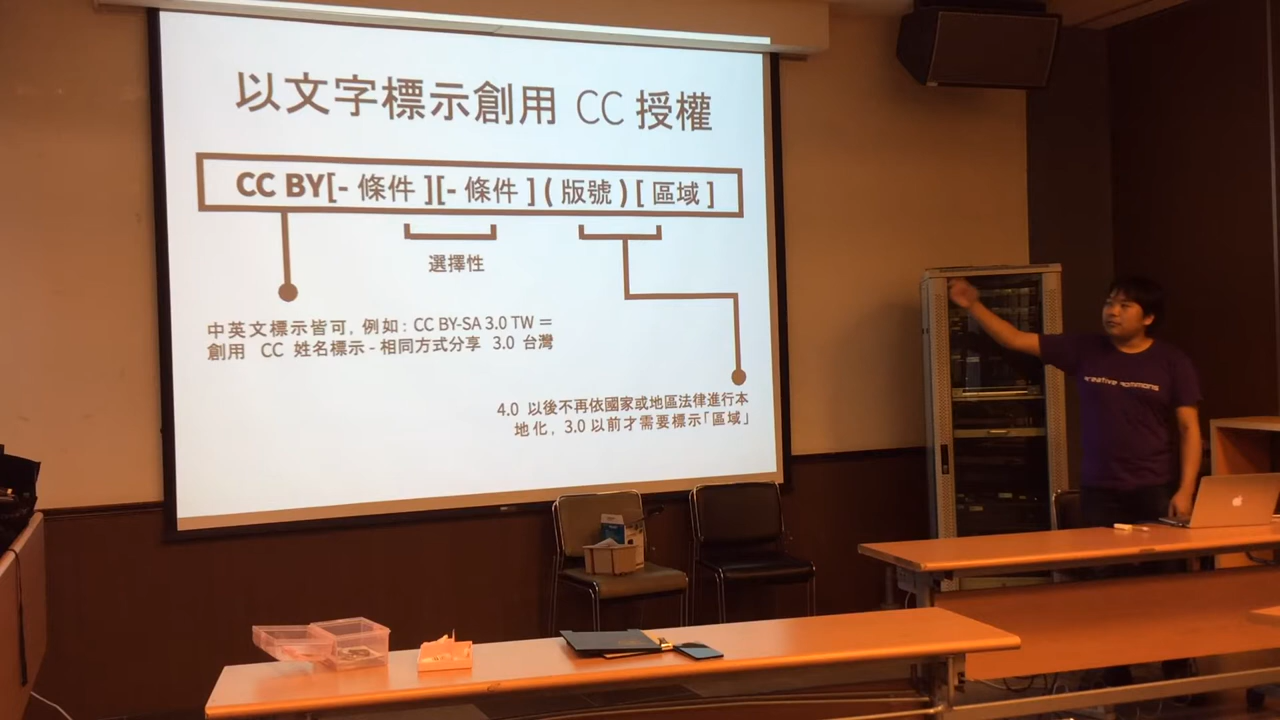 以文字標示創用 CC 授權
CC BY[- 條件 ][- 條件 ] ( 版號 ) [ 區域 ]
選擇性
中英文標示皆可, 例如: CC BY-SA 3.0 TW =
創用 CC 姓名標示 - 相同方式分享 3.0 台灣
4.0 以後不再依國家或地區法律進行本
地化, 3.0 以前才需要標示「區域」
creative commons